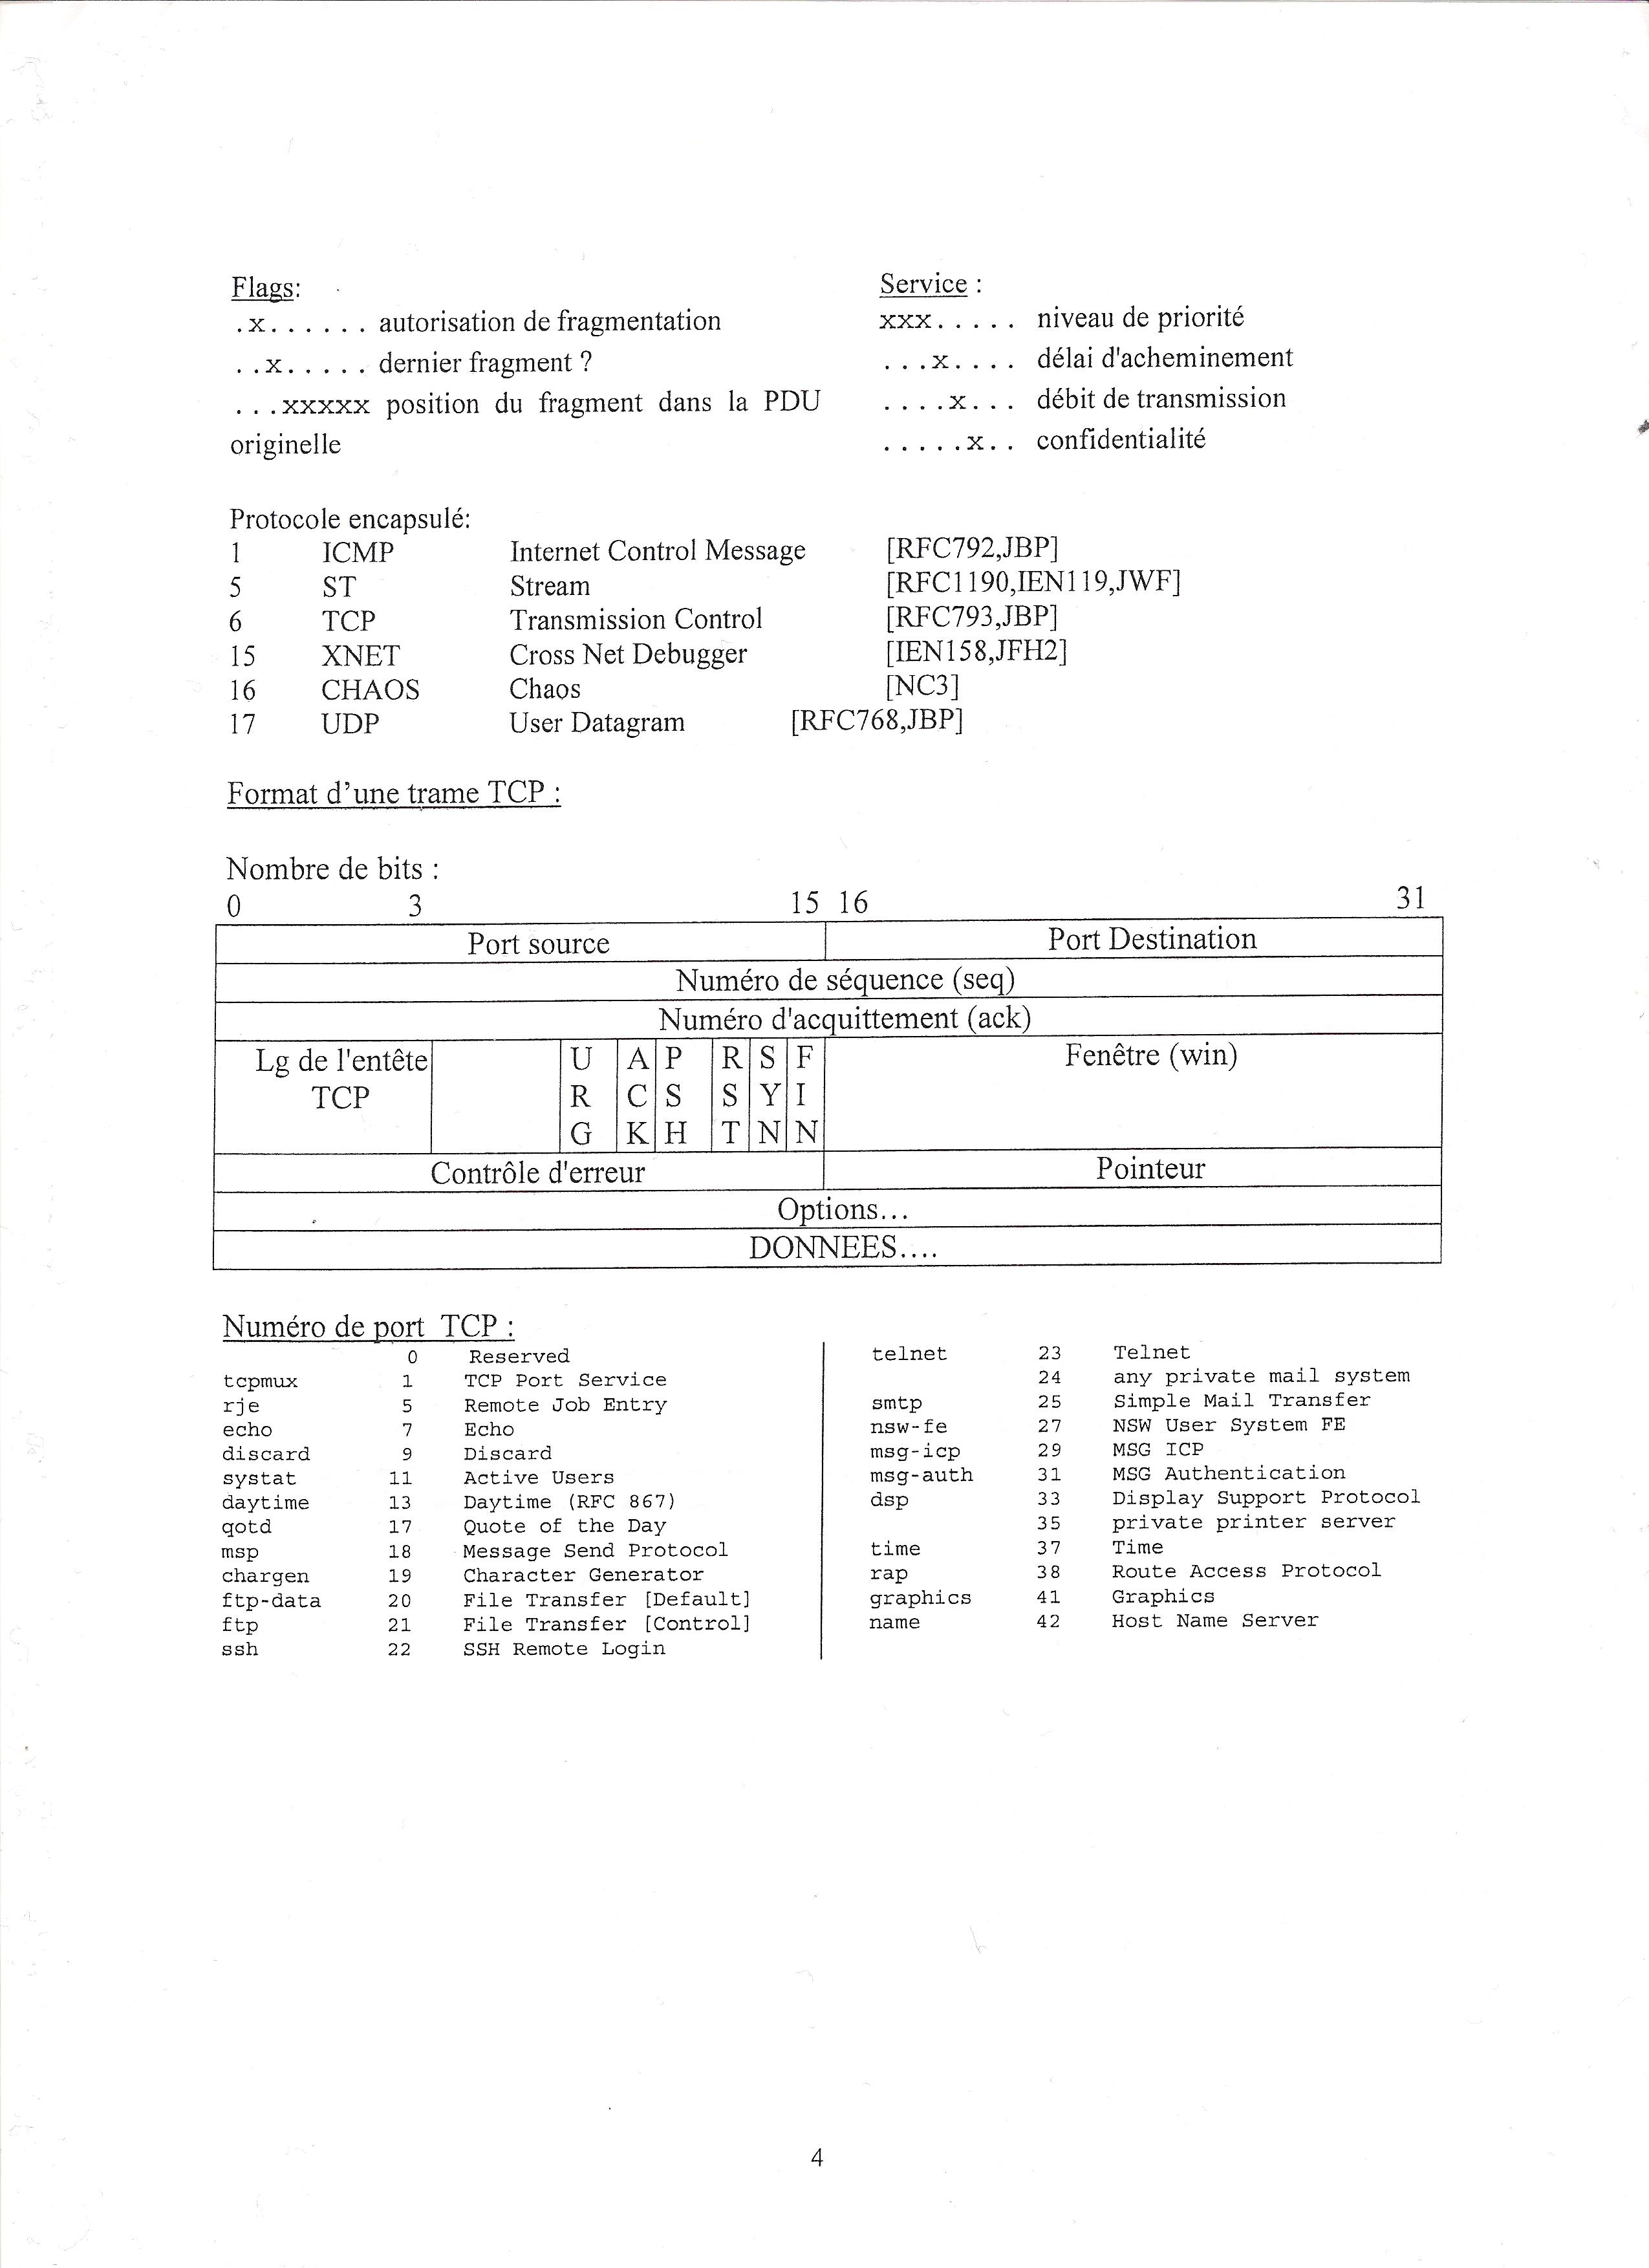 Flags:
.x...... autorisation de fragmentation
..x..... dernier fragment ?
...xxxxx position du fragment dans la PDU
originelle
Service :
xxx..... niveau de priorité
...x.... délai d'acheminement
....x... débit de transmission
.....x.. confidentialité
Protocole encapsulé:
1 ICMP Internet Control Message [RFC792,JBP]
5 ST Stream [RFC1190,IEN119,JWF]
6 TCP Transmission Control [RFC793,JBP]
15 XNET Cross Net Debugger [IEN158,JFH2]
16 CHAOS Chaos [NC3]
17 UDP User Datagram [RFC768,JBP]
Format d’une trame TCP :
Nombre de bits :
0 3 15 16 31
Port source Port Destination
Numéro de séquence (seq)
Numéro d'acquittement (ack)
Lg de l'entête TCP URG ACK PSH RST SYN FIN Fenêtre (win)
Contrôle d'erreur Pointeur
Options...
DONNEES....
Numéro de port TCP :
0 Reserved
tcpmux 1 TCP Port Service
rje 5 Remote Job Entry
echo 7 Echo
discard 9 Discard
systat 11 Active Users
daytime 13 Daytime (RFC 867)
qotd 17 Quote of the Day
msp 18 Message Send Protocol
chargen 19 Character Generator
ftp-data 20 File Transfer [Default]
ftp 21 File Transfer [Control]
ssh 22 SSH Remote Login
telnet 23 Telnet
24 any private mail system
smtp 25 Simple Mail Transfer
nsw-fe 27 NSW User System FE
msg-icp 29 MSG ICP
msg-auth 31 MSG Authentication
dsp 33 Display Support Protocol
35 private printer server
time 37 Time
rap 38 Route Access Protocol
graphics 41 Graphics
name 42 Host Name Server
4